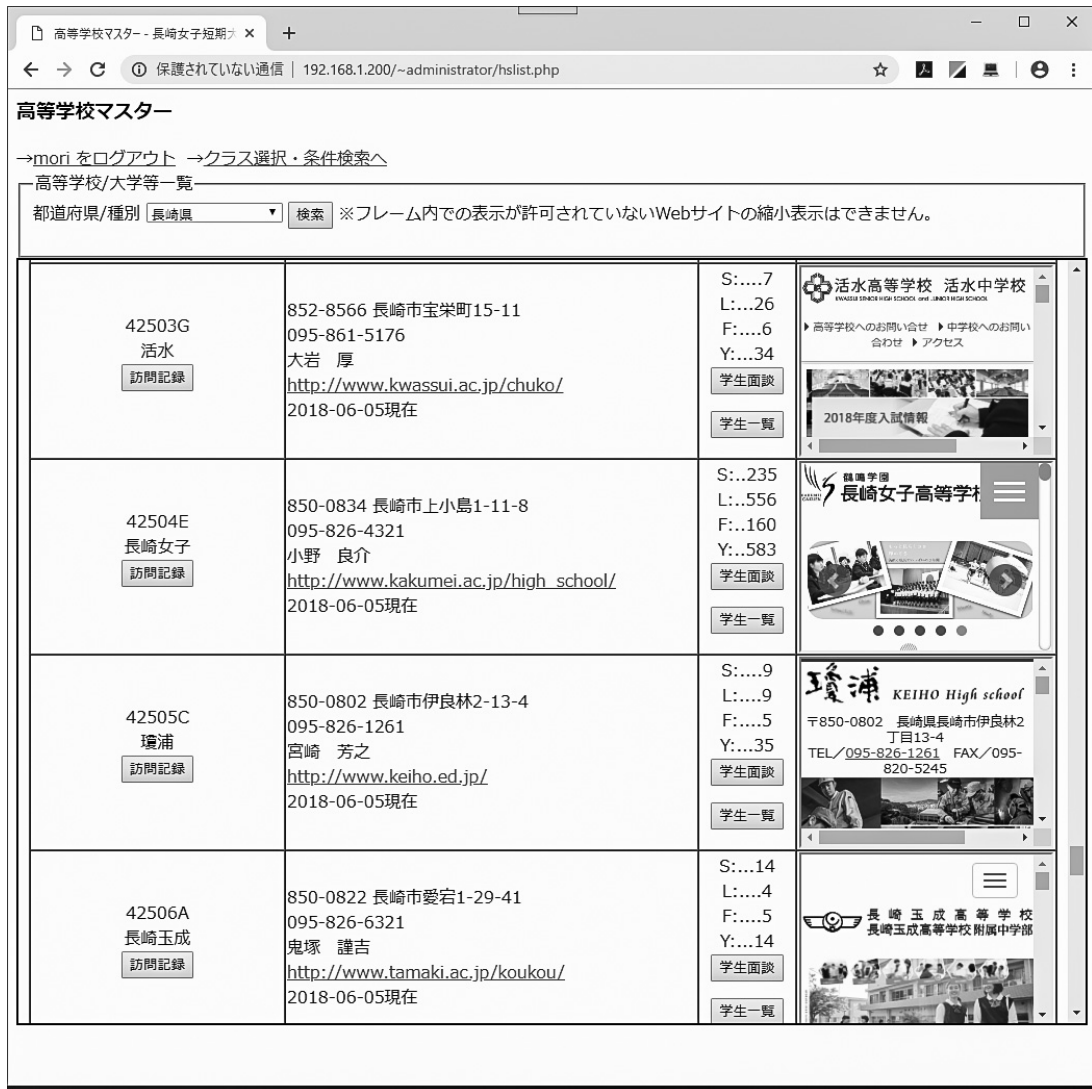 高等学校マスター - 長崎女子短期大
保護されていない通信 | 192.168.1.200/~administrator/hslist.php
高等学校マスター
→mori をログアウト →クラス選択・条件検索へ
高等学校/大学等一覧
都道府県/種別 長崎県 検索 ※フレーム内での表示が許可されていないWebサイトの縮小表示はできません。
42503G
活水
訪問記録
852-8566 長崎市宝栄町15-11
095-861-5176
大岩 厚
http://www.kwassui.ac.jp/chuko/
2018-06-05現在
S:....7
L:...26
F:....6
Y:...34
学生面談
学生一覧
活水高等学校 活水中学校
KWASSUI SENIOR HIGH SCHOOL and JUNIOR HIGH SCHOOL
高等学校へのお問い合せ 中学校へのお問い
合わせ アクセス
2018年度入試情報
42504E
長崎女子
訪問記録
850-0834 長崎市上小島1-11-8
095-826-4321
小野 良介
http://www.kakumei.ac.jp/high_school/
2018-06-05現在
S:..235
L:..556
F:..160
Y:..583
学生面談
学生一覧
鶴鳴学園
長崎女子高等学校
42505C
瓊浦
訪問記録
850-0802 長崎市伊良林2-13-4
095-826-1261
宮崎 芳之
http://www.keiho.ed.jp/
2018-06-05現在
S:....9
L:....9
F:....5
Y:...35
学生面談
学生一覧
瓊浦 KEIHO High school
〒850-0802 長崎県長崎市伊良林2
丁目13-4
TEL/095-826-1261 FAX/095-
820-5245
42506A
長崎玉成
訪問記録
850-0822 長崎市愛宕1-29-41
095-826-6321
鬼塚 謹吉
http://www.tamaki.ac.jp/koukou/
2018-06-05現在
S:...14
L:....4
F:....5
Y:...14
学生面談
学生一覧
長崎玉成高等学校
長崎玉成高等学校附属中学部